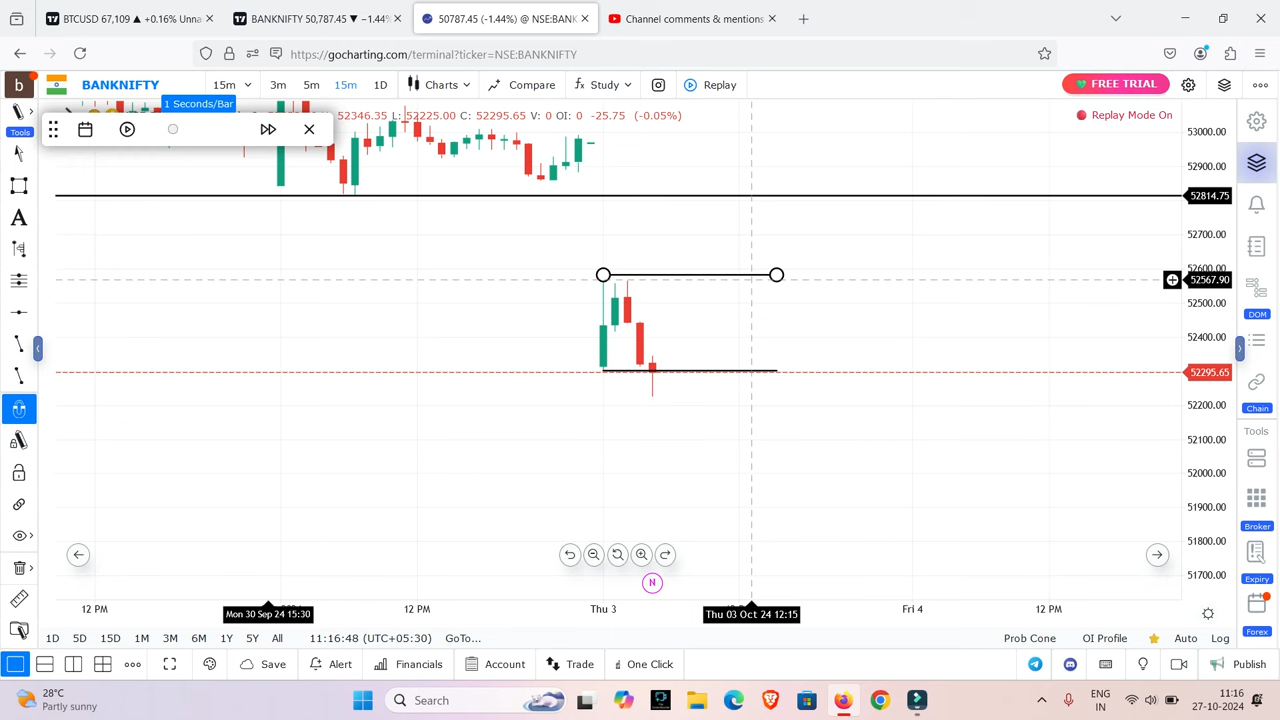 BTCUSD 67,109 ▲ +0.16% Unna
BANKNIFTY 50,787.45 ▼ −1.44%
50787.45 (-1.44%) @ NSE:BANK
Channel comments & mentions
https://gocharting.com/terminal?ticker=NSE:BANKNIFTY
b
BANKNIFTY
15m
3m
5m
15m
1D
Charts
Compare
Study
Replay
FREE TRIAL
1 Seconds/Bar
52346.35 L: 52225.00 C: 52295.65 V: 0 OI: 0 -25.75 (-0.05%)
Replay Mode On
Tools
53000.00
52900.00
52814.75
52700.00
52600.00
52567.90
52500.00
52400.00
52295.65
52200.00
52100.00
52000.00
51900.00
51800.00
51700.00
DOM
Chain
Tools
Broker
Expiry
Forex
N
12 PM
Mon 30 Sep 24 15:30
12 PM
Thu 3
Thu 03 Oct 24 12:15
Fri 4
12 PM
1D 5D 15D 1M 3M 6M 1Y 5Y All 11:16:48 (UTC+05:30) GoTo...
Prob Cone OI Profile Auto Log
Save
Alert
Financials
Account
Trade
One Click
Publish
28°C
Partly sunny
Search
ENG
IN
11:16
27-10-2024